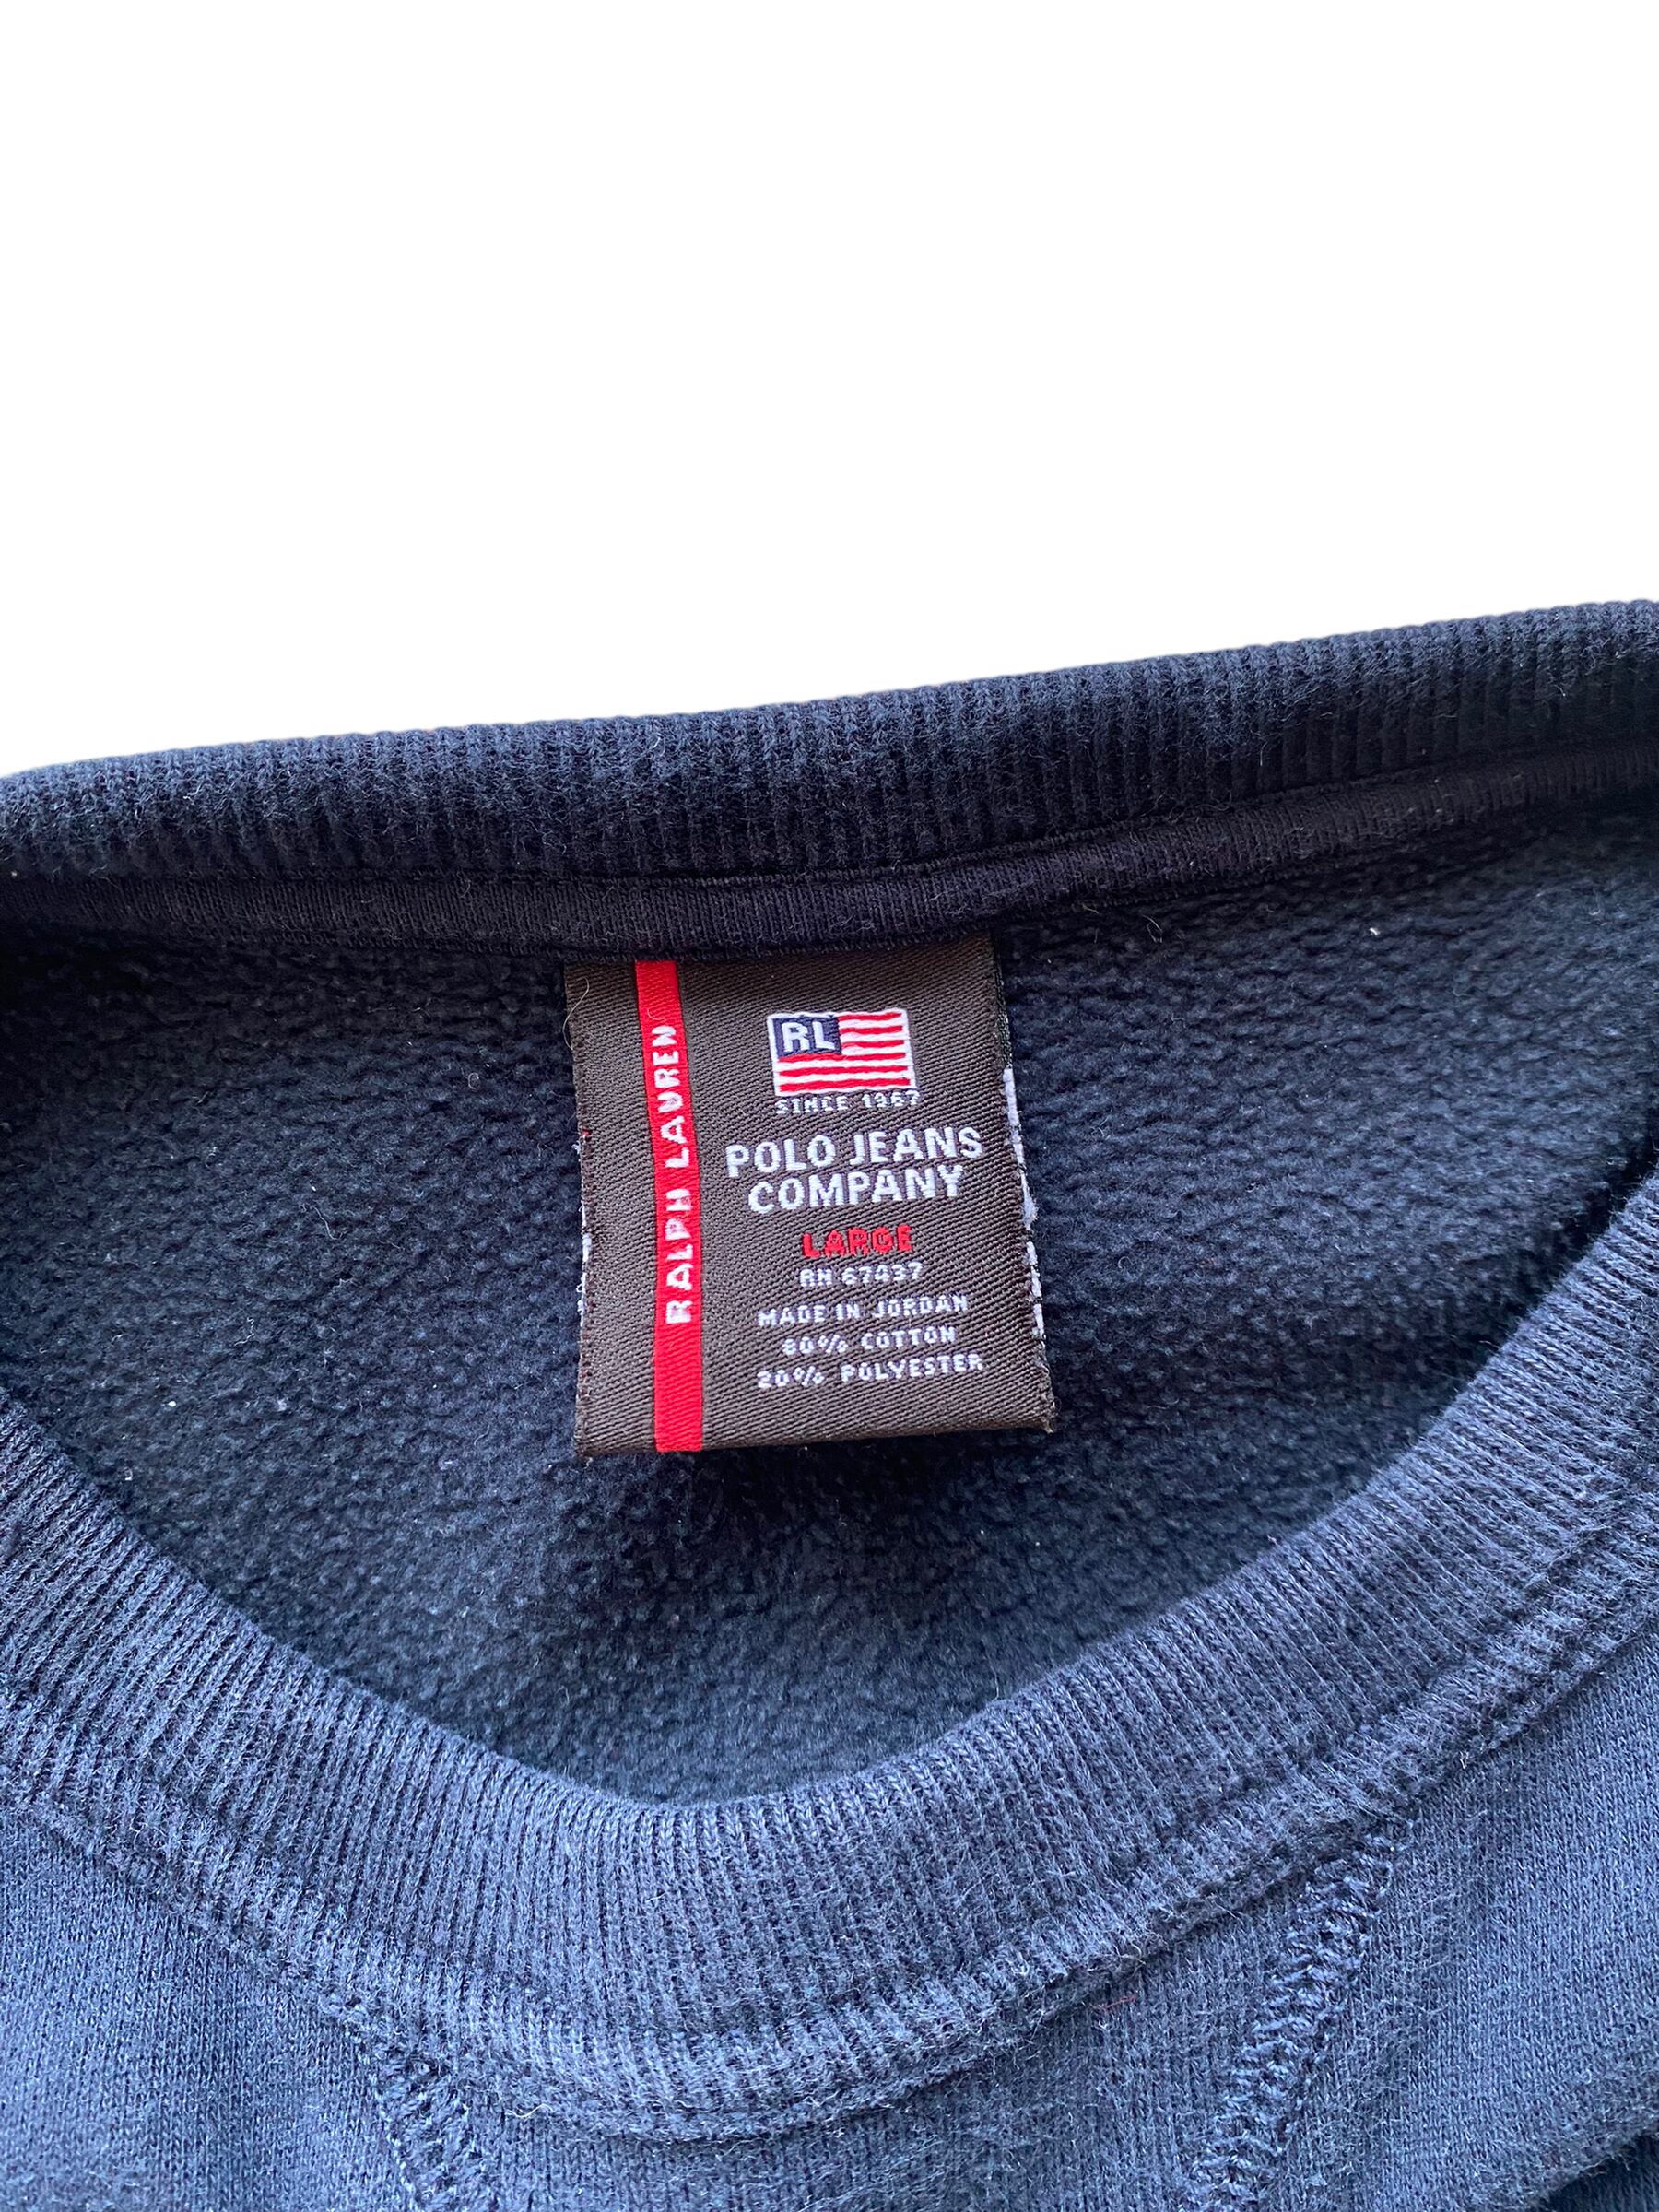 RALPH LAUREN
RL
SINCE 1967
POLO JEANS
COMPANY
LARGE
RN 67437
MADE IN JORDAN
80% COTTON
20% POLYESTER